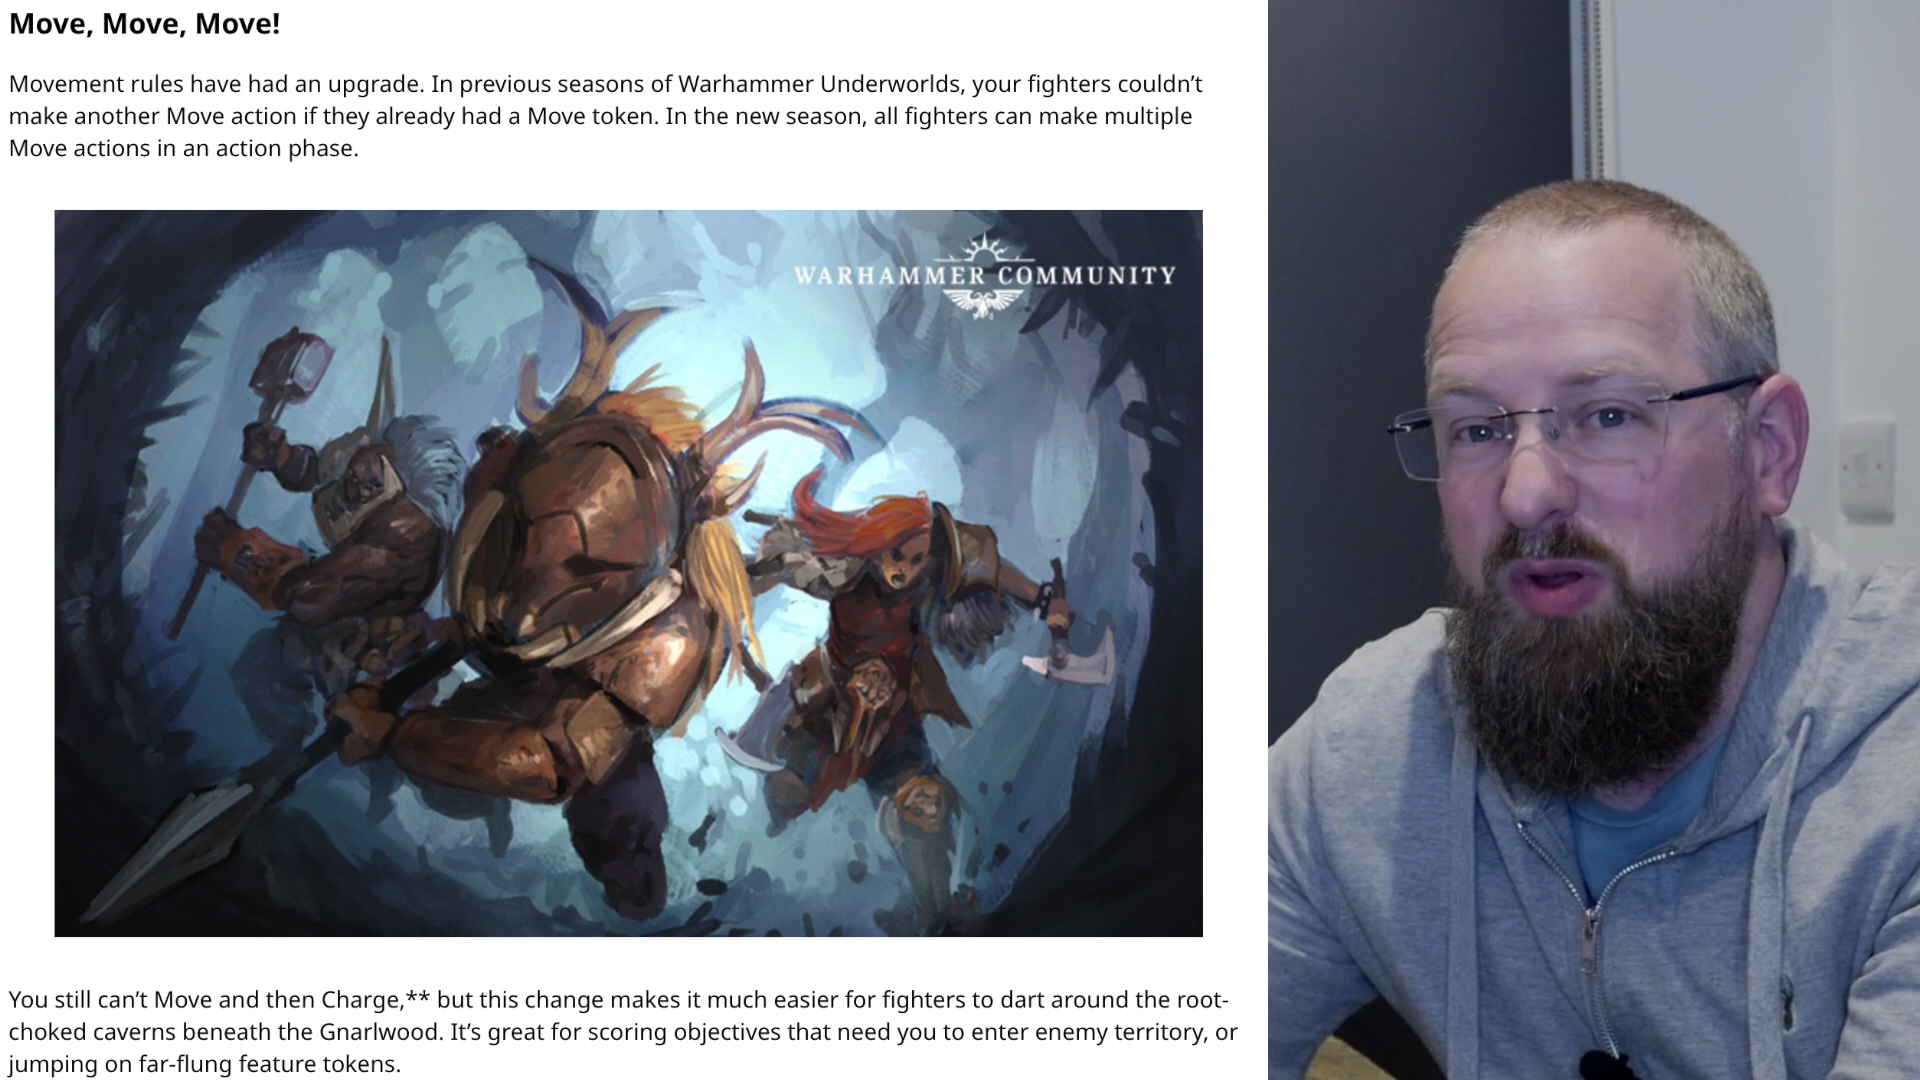 Move, Move, Move!
Movement rules have had an upgrade. In previous seasons of Warhammer Underworlds, your fighters couldn’t
make another Move action if they already had a Move token. In the new season, all fighters can make multiple
Move actions in an action phase.
WARHAMMER COMMUNITY
You still can’t Move and then Charge,** but this change makes it much easier for fighters to dart around the root-
choked caverns beneath the Gnarlwood. It’s great for scoring objectives that need you to enter enemy territory, or
jumping on far-flung feature tokens.